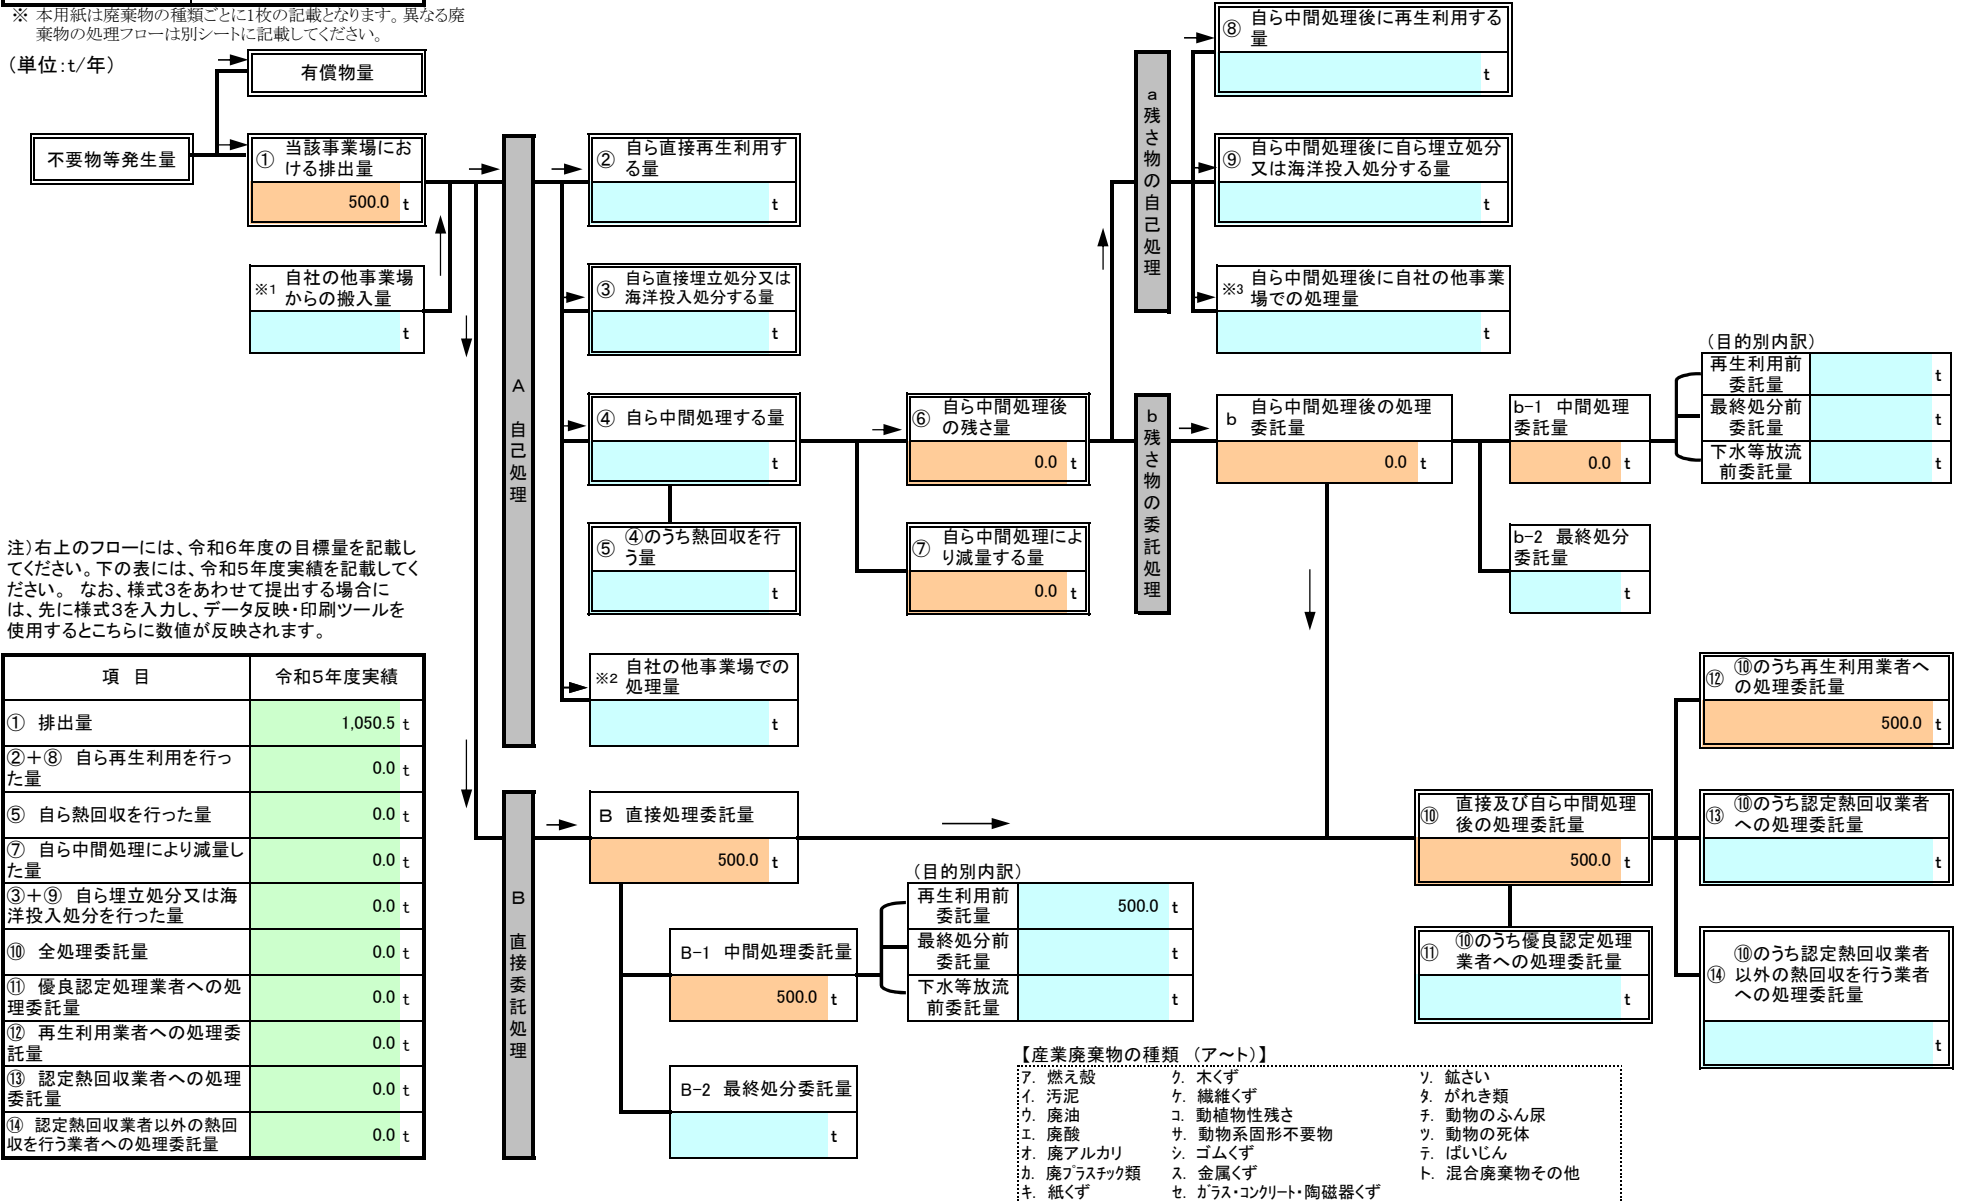 ※ 本用紙は廃棄物の種類ごとに1枚の記載となります。異なる廃
棄物の処理フローは別シートに記載してください。
(単位:t/年)
有償物量
不要物等発生量
① 当該事業場にお
ける排出量
500.0 t
※1 自社の他事業場
からの搬入量
t
A 自己処理
② 自ら直接再生利用す
る量
t
③ 自ら直接埋立処分又は
海洋投入処分する量
t
④ 自ら中間処理する量
t
⑤ ④のうち熱回収を行
う量
t
※2 自社の他事業場での
処理量
t
⑥ 自ら中間処理後
の残さ量
0.0 t
⑦ 自ら中間処理によ
り減量する量
0.0 t
a 残さ物の自己処理
⑧ 自ら中間処理後に再生利用する
量
t
⑨ 自ら中間処理後に自ら埋立処分
又は海洋投入処分する量
t
※3 自ら中間処理後に自社の他事業
場での処理量
t
b 残さ物の委託処理
b 自ら中間処理後の処理
委託量
0.0 t
b-1 中間処理
委託量
0.0 t
b-2 最終処分
委託量
t
(目的別内訳)
再生利用前
委託量
t
最終処分前
委託量
t
下水等放流
前委託量
t
注)右上のフローには、令和6年度の目標量を記載し
てください。下の表には、令和5年度実績を記載してく
ださい。 なお、様式3をあわせて提出する場合に
は、先に様式3を入力し、データ反映・印刷ツールを
使用するとこちらに数値が反映されます。
項 目 令和5年度実績
① 排出量 1,050.5 t
②+⑧ 自ら再生利用を行っ
た量 0.0 t
⑤ 自ら熱回収を行った量 0.0 t
⑦ 自ら中間処理により減量し
た量 0.0 t
③+⑨ 自ら埋立処分又は海
洋投入処分を行った量 0.0 t
⑩ 全処理委託量 0.0 t
⑪ 優良認定処理業者への処
理委託量 0.0 t
⑫ 再生利用業者への処理委
託量 0.0 t
⑬ 認定熱回収業者への処理
委託量 0.0 t
⑭ 認定熱回収業者以外の熱回
収を行う業者への処理委託量 0.0 t
B 直接委託処理
B 直接処理委託量
500.0 t
B-1 中間処理委託量
500.0 t
B-2 最終処分委託量
t
(目的別内訳)
再生利用前
委託量
500.0 t
最終処分前
委託量
t
下水等放流
前委託量
t
⑩ 直接及び自ら中間処理
後の処理委託量
500.0 t
⑪ ⑩のうち優良認定処理
業者への処理委託量
t
⑫ ⑩のうち再生利用業者へ
の処理委託量
500.0 t
⑬ ⑩のうち認定熱回収業者
への処理委託量
t
⑭ ⑩のうち認定熱回収業者
以外の熱回収を行う業者
への処理委託量
t
【産業廃棄物の種類 (ア~ト)】
ア. 燃え殻 ク. 木くず ソ. 鉱さい
イ. 汚泥 ケ. 繊維くず タ. がれき類
ウ. 廃油 コ. 動植物性残さ チ. 動物のふん尿
エ. 廃酸 サ. 動物系固形不要物 ツ. 動物の死体
オ. 廃アルカリ シ. ゴムくず テ. ばいじん
カ. 廃プラスチック類 ス. 金属くず ト. 混合廃棄物その他
キ. 紙くず セ. ガラス・コンクリート・陶磁器くず